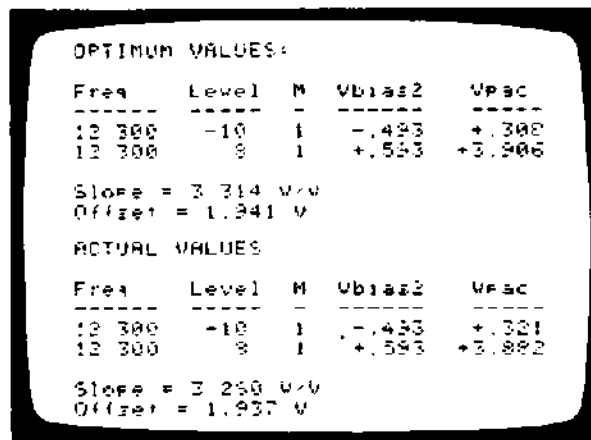 OPTIMUM VALUES:
Freq Level M Vbias2 Vpac
------ ----- - ------ ------
12 300 -10 1 -.493 +.308
12 300 8 1 +.593 +3.906
Slope = 3.314 V/V
Offset = 1.941 V
ACTUAL VALUES
Freq Level M Vbias2 Vpac
------ ----- - ------ ------
12 300 -10 1 -.493 +.321
12 300 8 1 +.593 +3.882
Slope = 3.280 V/V
Offset = 1.937 V